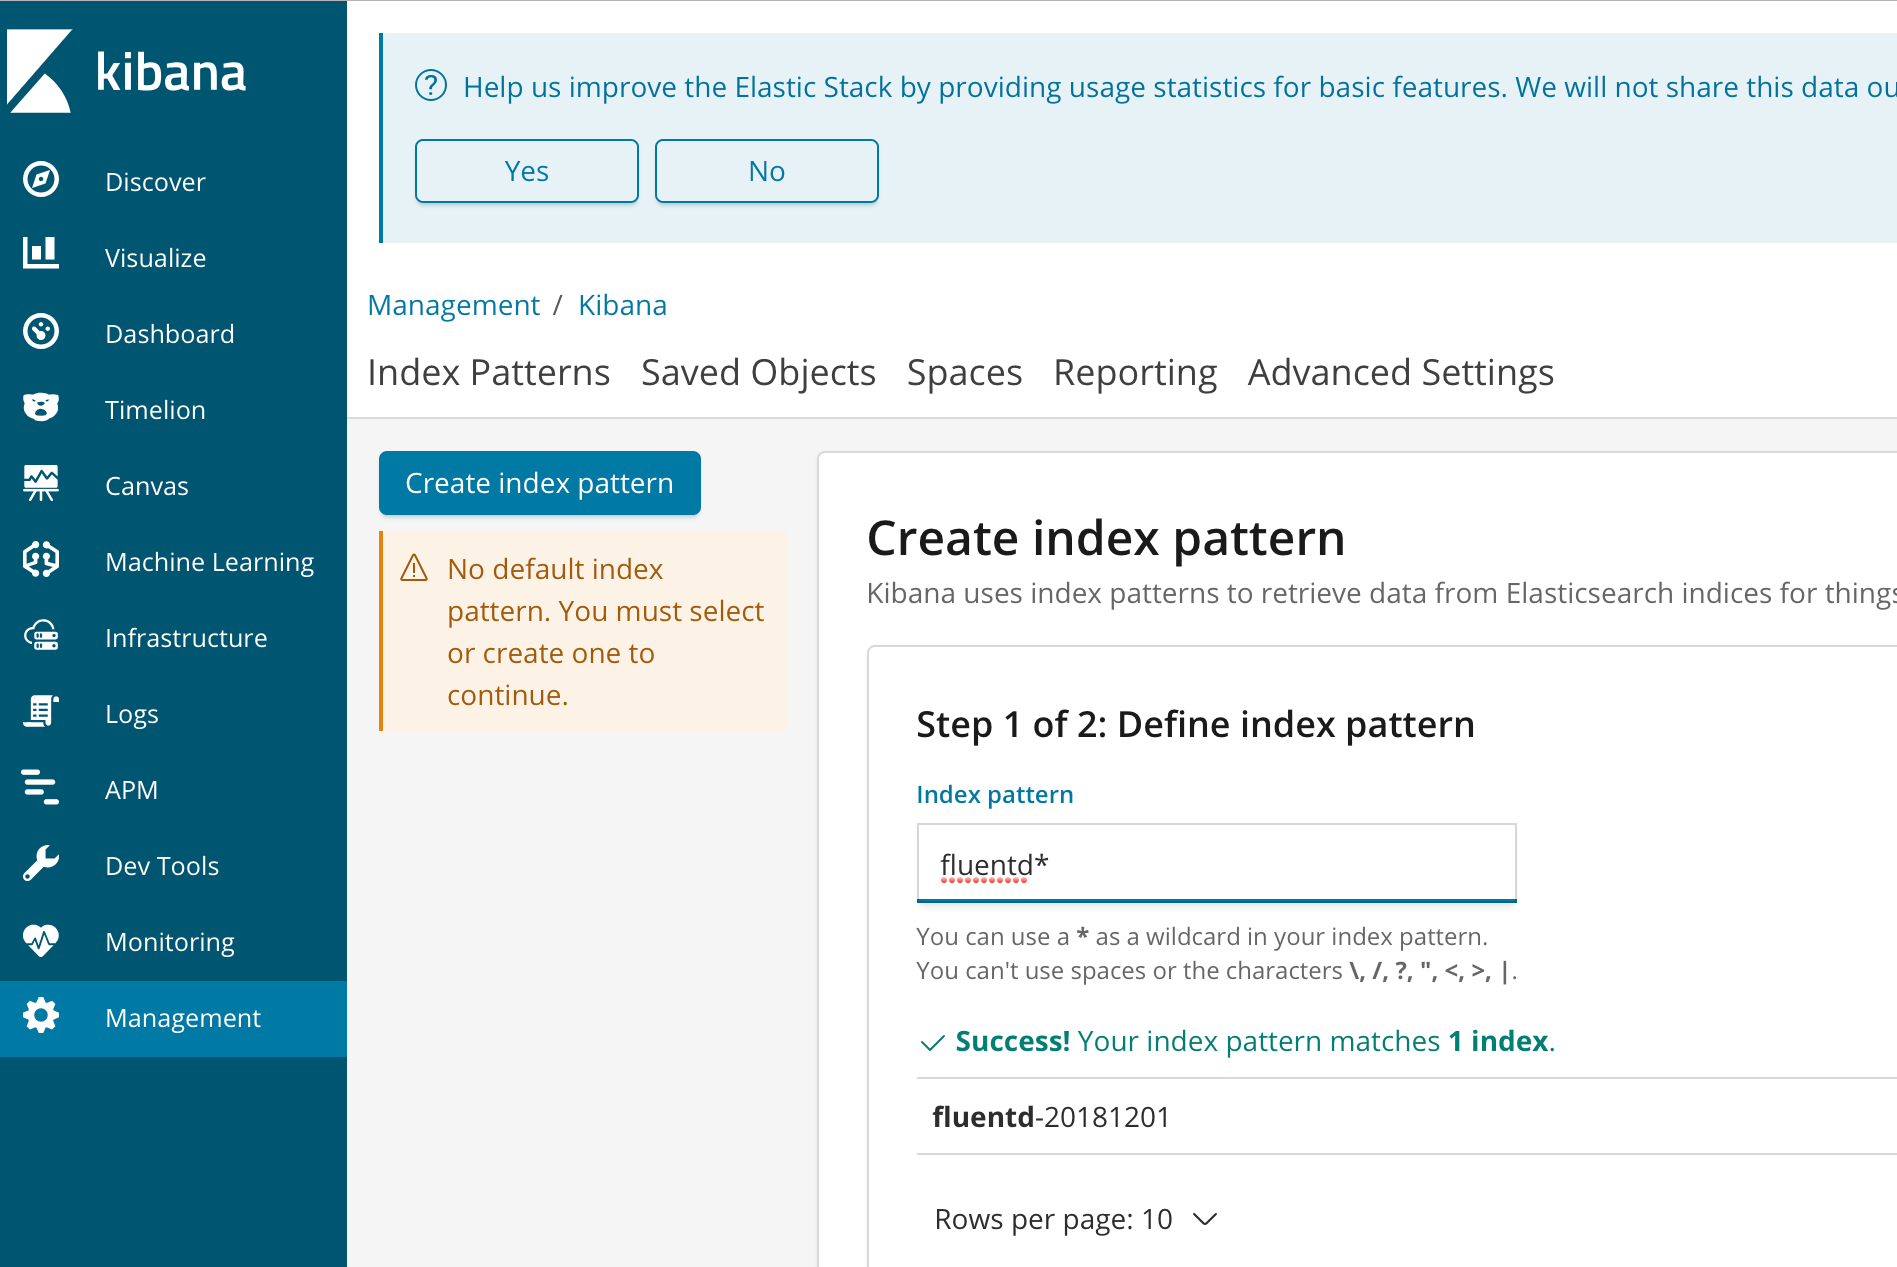 kibana
Discover
Visualize
Dashboard
Timelion
Canvas
Machine Learning
Infrastructure
Logs
APM
Dev Tools
Monitoring
Management
Help us improve the Elastic Stack by providing usage statistics for basic features. We will not share this data ou
Yes No
Management / Kibana
Index Patterns Saved Objects Spaces Reporting Advanced Settings
Create index pattern
No default index
pattern. You must select
or create one to
continue.
Create index pattern
Kibana uses index patterns to retrieve data from Elasticsearch indices for things
Step 1 of 2: Define index pattern
Index pattern
fluentd*
You can use a * as a wildcard in your index pattern.
You can't use spaces or the characters \, /, ?, ", <, >, |.
Success! Your index pattern matches 1 index.
fluentd-20181201
Rows per page: 10